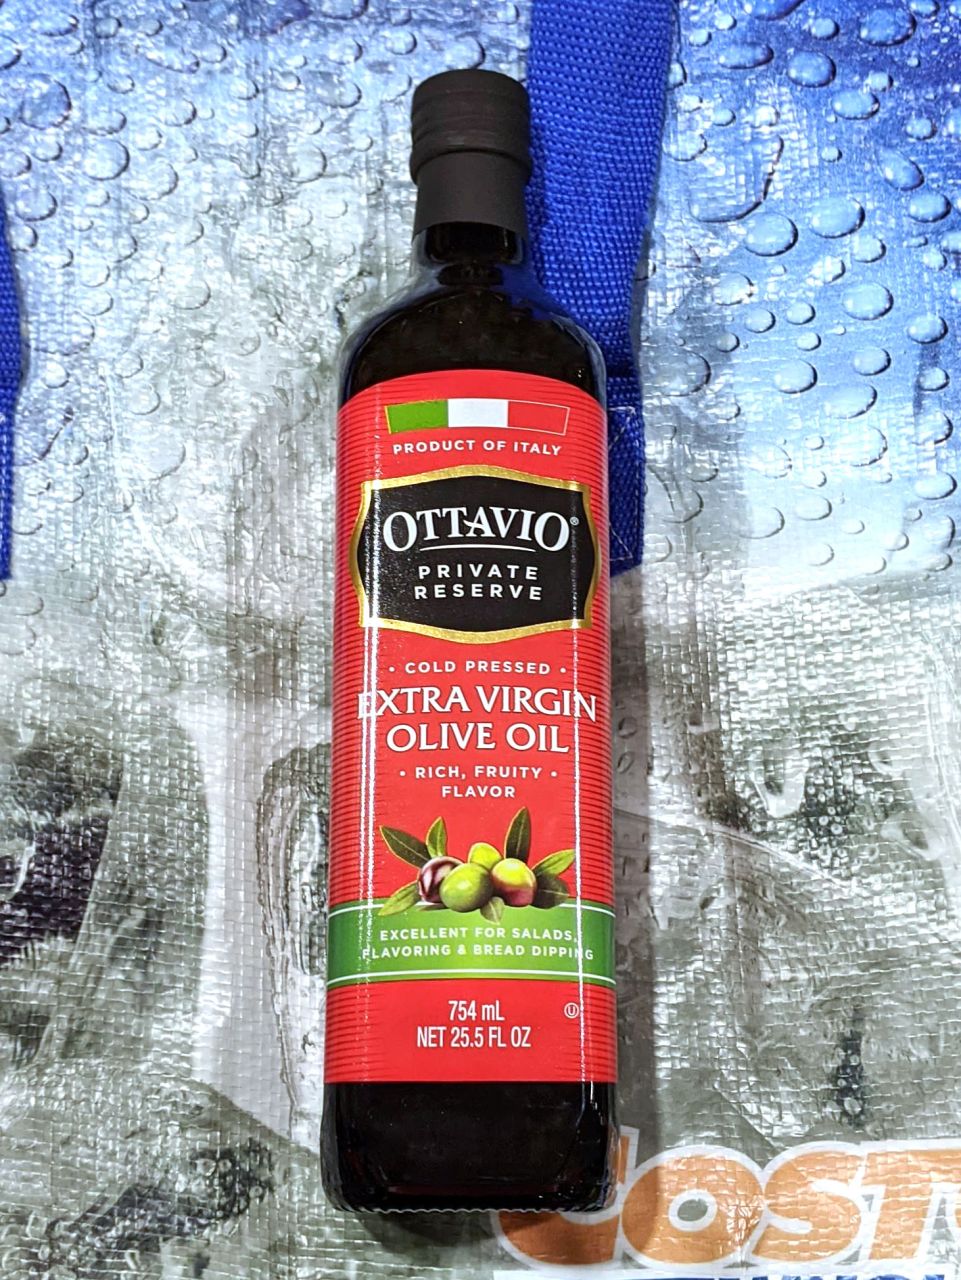 PRODUCT OF ITALY
OTTAVIO®
PRIVATE
RESERVE
• COLD PRESSED •
EXTRA VIRGIN
OLIVE OIL
• RICH, FRUITY •
FLAVOR
EXCELLENT FOR SALADS,
FLAVORING & BREAD DIPPING
754 mL
U
NET 25.5 FL OZ
COST